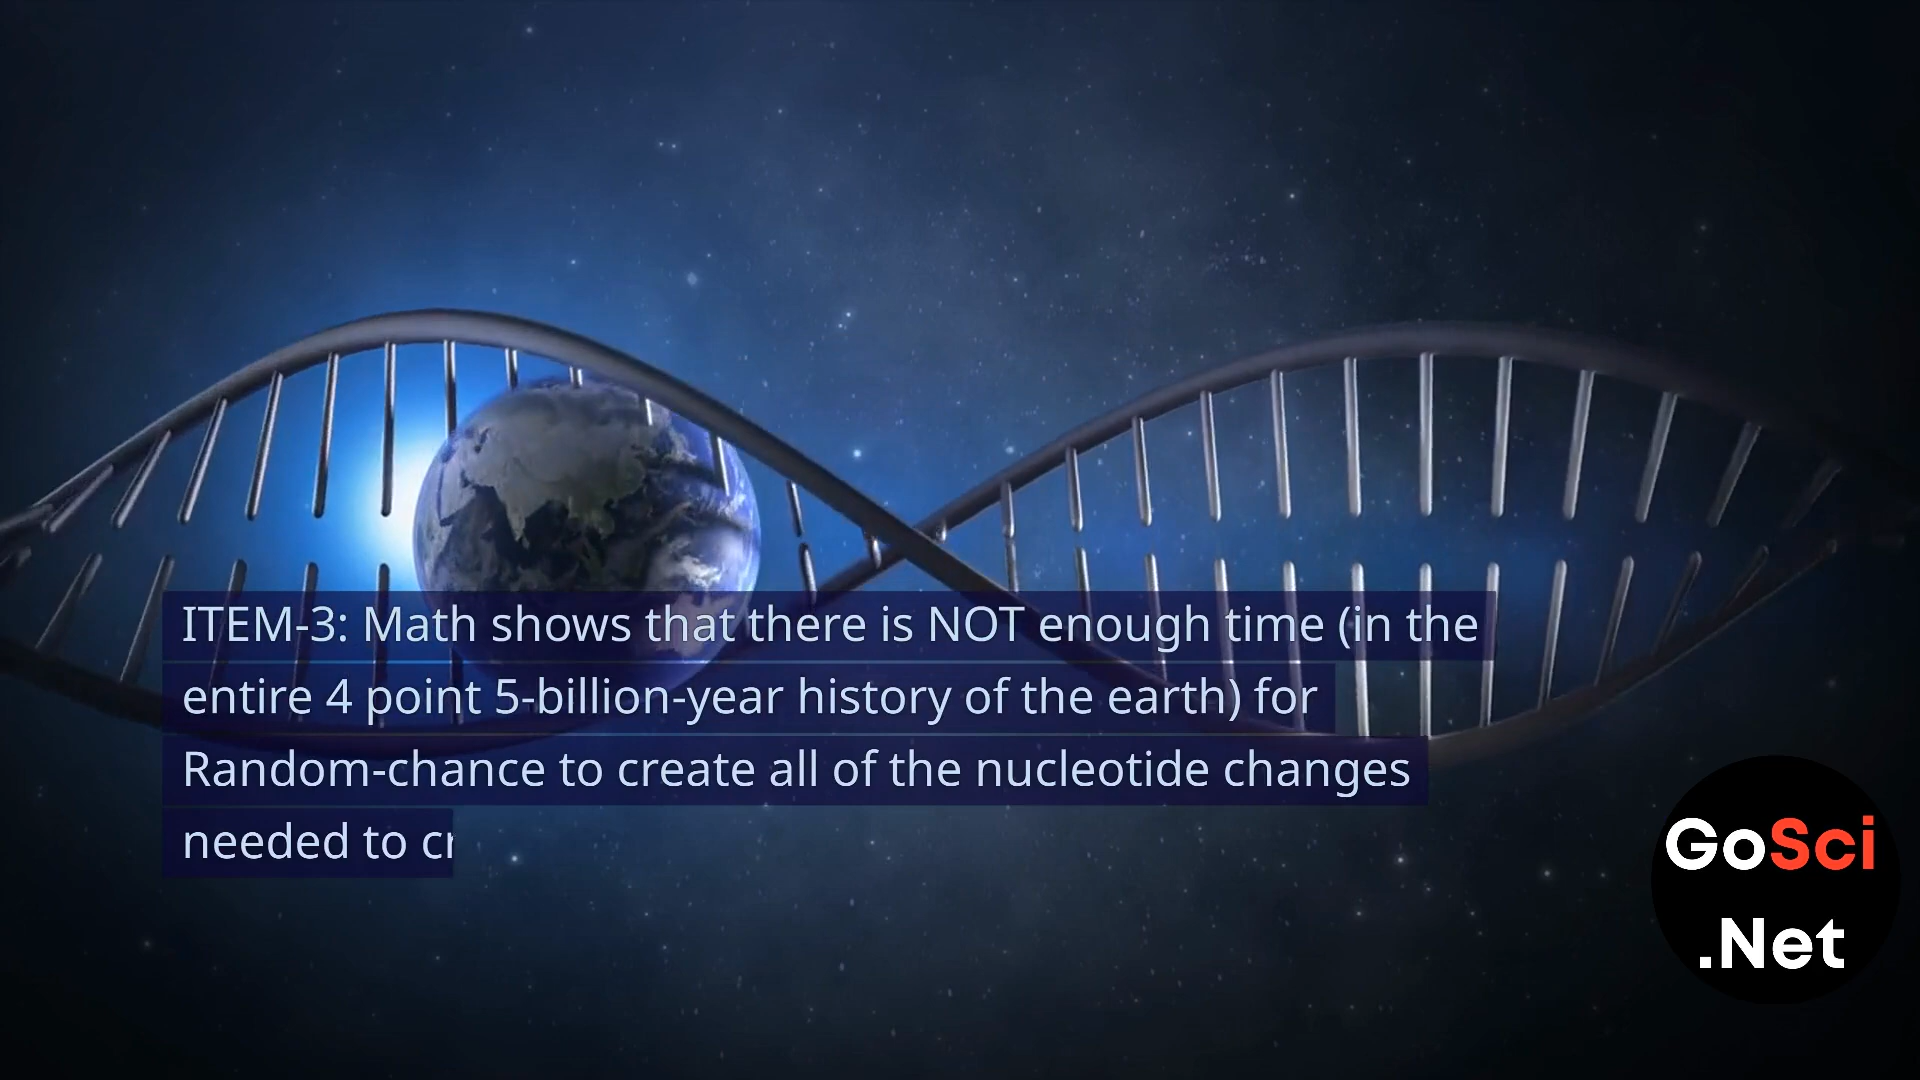 ITEM-3: Math shows that there is NOT enough time (in the
entire 4 point 5-billion-year history of the earth) for
Random-chance to create all of the nucleotide changes
needed to cr
GoSci
.Net